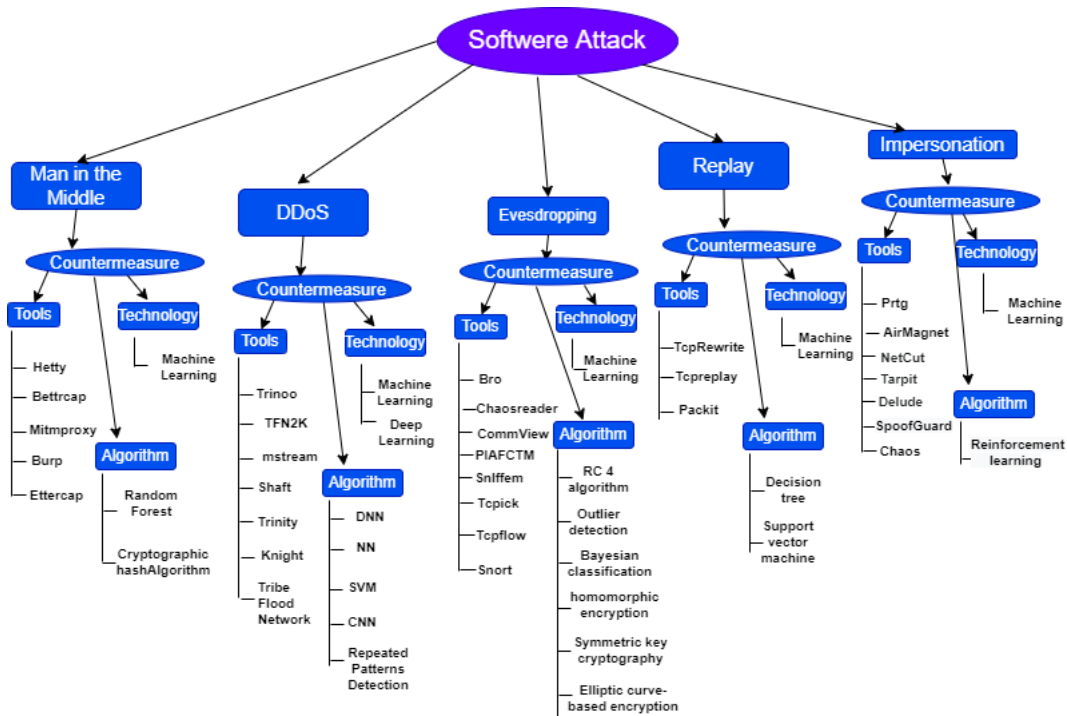 Softwere Attack
Man in the
Middle
Countermeasure
Tools
Hetty
Bettrcap
Mitmproxy
Burp
Ettercap
Technology
Machine
Learning
Algorithm
Random
Forest
Cryptographic
hashAlgorithm
DDoS
Countermeasure
Tools
Trinoo
TFN2K
mstream
Shaft
Trinity
Knight
Tribe
Flood
Network
Technology
Machine
Learning
Deep
Learning
Algorithm
DNN
NN
SVM
CNN
Repeated
Patterns
Detection
Evesdropping
Countermeasure
Tools
Bro
Chaosreader
CommView
PIAFCTM
SnIffem
Tcpick
Tcpflow
Snort
Technology
Machine
Learning
Algorithm
RC 4
algorithm
Outlier
detection
Bayesian
classification
homomorphic
encryption
Symmetric key
cryptography
Elliptic curve-
based encryption
Replay
Countermeasure
Tools
TcpRewrite
Tcpreplay
Packit
Technology
Machine
Learning
Algorithm
Decision
tree
Support
vector
machine
Impersonation
Countermeasure
Tools
Prtg
AirMagnet
NetCut
Tarpit
Delude
SpoofGuard
Chaos
Technology
Machine
Learning
Algorithm
Reinforcement
learning